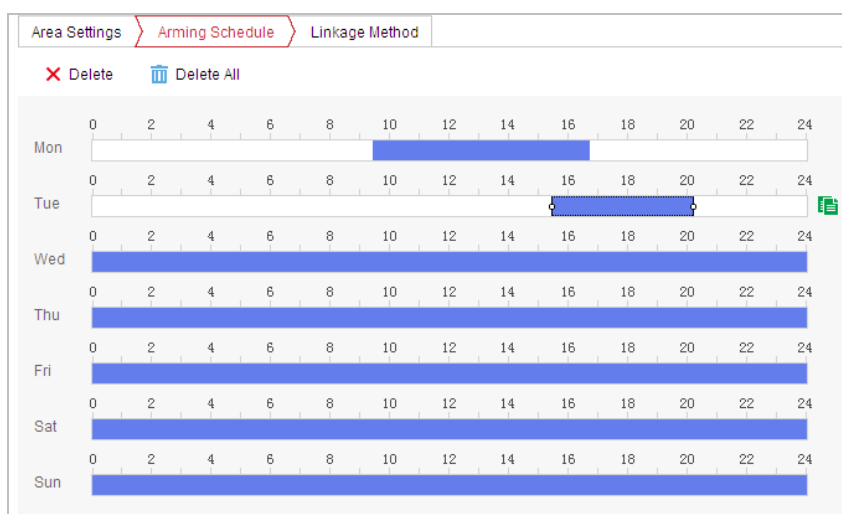 Area Settings Arming Schedule Linkage Method
Delete Delete All
0 2 4 6 8 10 12 14 16 18 20 22 24
Mon
0 2 4 6 8 10 12 14 16 18 20 22 24
Tue
0 2 4 6 8 10 12 14 16 18 20 22 24
Wed
0 2 4 6 8 10 12 14 16 18 20 22 24
Thu
0 2 4 6 8 10 12 14 16 18 20 22 24
Fri
0 2 4 6 8 10 12 14 16 18 20 22 24
Sat
0 2 4 6 8 10 12 14 16 18 20 22 24
Sun